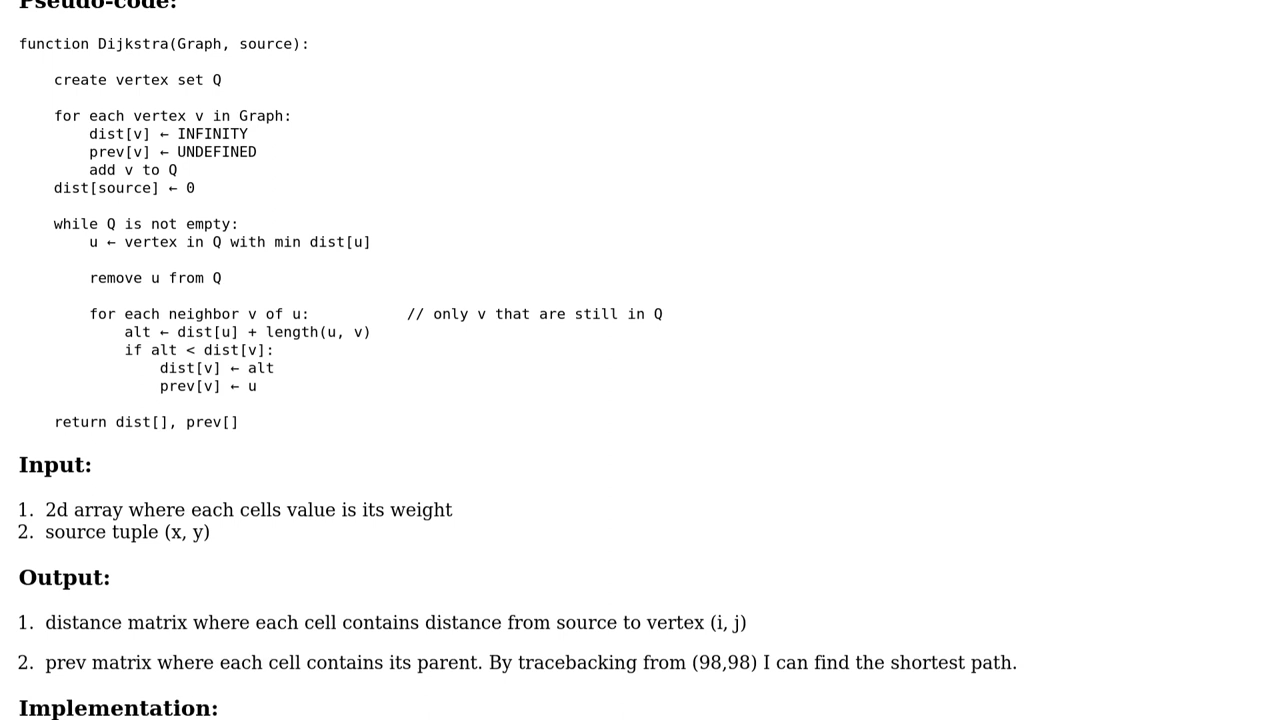 Pseudo-code:
function Dijkstra(Graph, source):
    create vertex set Q
    for each vertex v in Graph:
        dist[v] ← INFINITY
        prev[v] ← UNDEFINED
        add v to Q
    dist[source] ← 0
    while Q is not empty:
        u ← vertex in Q with min dist[u]
        remove u from Q
        for each neighbor v of u:           // only v that are still in Q
            alt ← dist[u] + length(u, v)
            if alt < dist[v]:
                dist[v] ← alt
                prev[v] ← u
    return dist[], prev[]
Input:
1. 2d array where each cells value is its weight
2. source tuple (x, y)
Output:
1. distance matrix where each cell contains distance from source to vertex (i, j)
2. prev matrix where each cell contains its parent. By tracebacking from (98,98) I can find the shortest path.
Implementation: